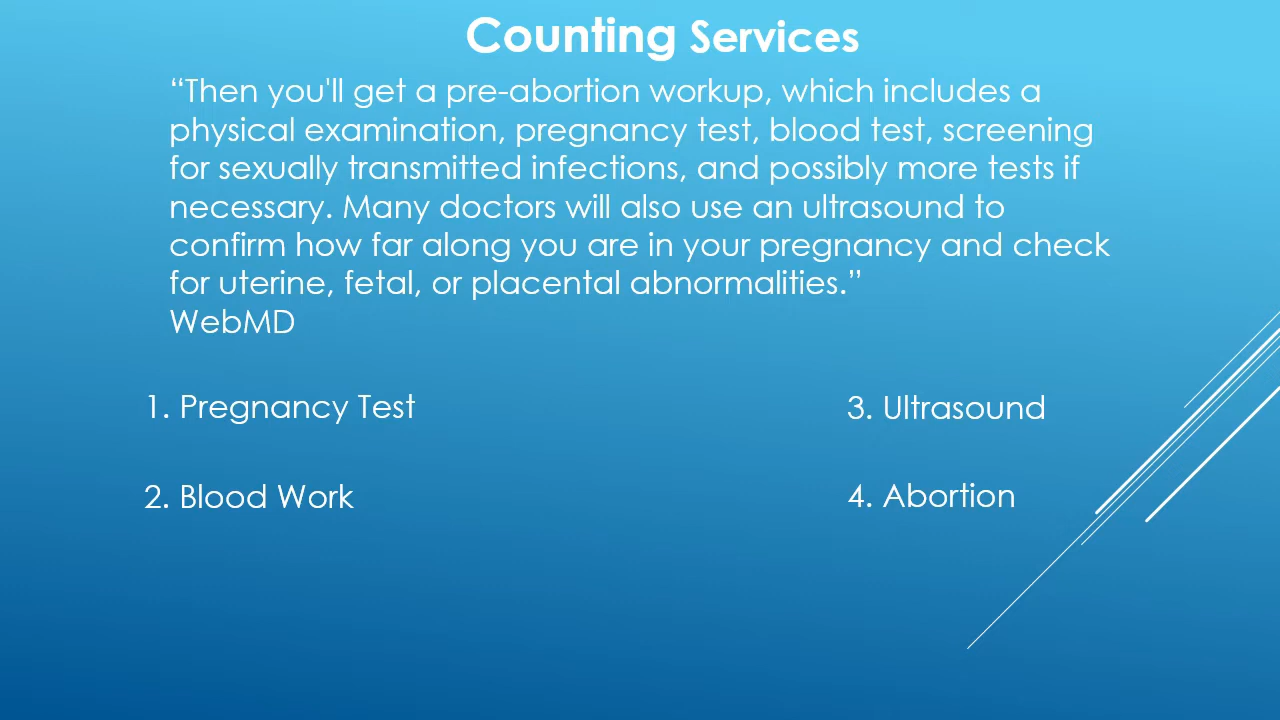 Counting Services
“Then you'll get a pre-abortion workup, which includes a
physical examination, pregnancy test, blood test, screening
for sexually transmitted infections, and possibly more tests if
necessary. Many doctors will also use an ultrasound to
confirm how far along you are in your pregnancy and check
for uterine, fetal, or placental abnormalities.”
WebMD
1. Pregnancy Test
2. Blood Work
3. Ultrasound
4. Abortion